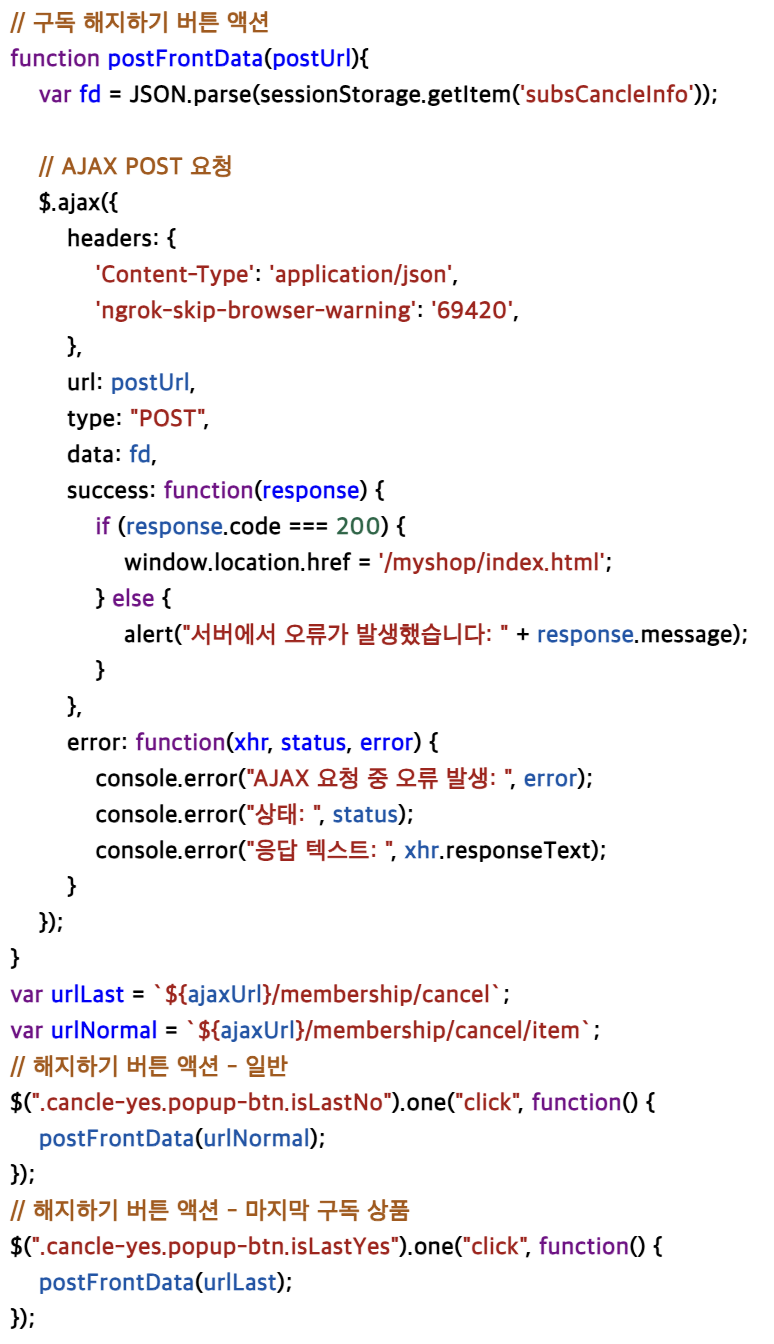 // 구독 해지하기 버튼 액션
function postFrontData(postUrl){
var fd = JSON.parse(sessionStorage.getItem('subsCancleInfo'));
// AJAX POST 요청
$.ajax({
headers: {
'Content-Type': 'application/json',
'ngrok-skip-browser-warning': '69420',
},
url: postUrl,
type: "POST",
data: fd,
success: function(response) {
if (response.code === 200) {
window.location.href = '/myshop/index.html';
} else {
alert("서버에서 오류가 발생했습니다: " + response.message);
}
},
error: function(xhr, status, error) {
console.error("AJAX 요청 중 오류 발생: ", error);
console.error("상태: ", status);
console.error("응답 텍스트: ", xhr.responseText);
}
});
}
var urlLast = `${ajaxUrl}/membership/cancel`;
var urlNormal = `${ajaxUrl}/membership/cancel/item`;
// 해지하기 버튼 액션 - 일반
$(".cancle-yes.popup-btn.isLastNo").one("click", function() {
postFrontData(urlNormal);
});
// 해지하기 버튼 액션 - 마지막 구독 상품
$(".cancle-yes.popup-btn.isLastYes").one("click", function() {
postFrontData(urlLast);
});